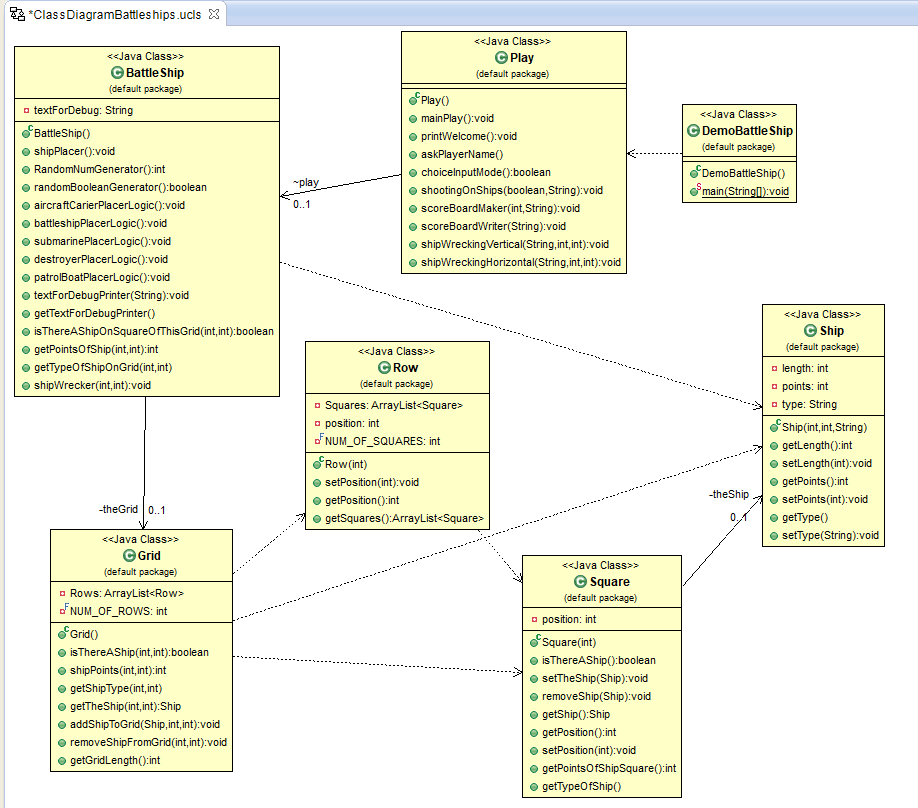 *ClassDiagramBattleships.ucls
<<Java Class>>
BattleShip
(default package)
textForDebug: String
BattleShip()
shipPlacer():void
RandomNumGenerator():int
randomBooleanGenerator():boolean
aircraftCarierPlacerLogic():void
battleshipPlacerLogic():void
submarinePlacerLogic():void
destroyerPlacerLogic():void
patrolBoatPlacerLogic():void
textForDebugPrinter(String):void
getTextForDebugPrinter()
isThereAShipOnSquareOfThisGrid(int,int):boolean
getPointsOfShip(int,int):int
getTypeOfShipOnGrid(int,int)
shipWrecker(int,int):void
<<Java Class>>
Play
(default package)
Play()
mainPlay():void
printWelcome():void
askPlayerName()
choiceInputMode():boolean
shootingOnShips(boolean,String):void
scoreBoardMaker(int,String):void
scoreBoardWriter(String):void
shipWreckingVertical(String,int,int):void
shipWreckingHorizontal(String,int,int):void
<<Java Class>>
DemoBattleShip
(default package)
DemoBattleShip()
main(String[]):void
~play
0..1
<<Java Class>>
Ship
(default package)
length: int
points: int
type: String
Ship(int,int,String)
getLength():int
setLength(int):void
getPoints():int
setPoints(int):void
getType()
setType(String):void
<<Java Class>>
Row
(default package)
Squares: ArrayList<Square>
position: int
NUM_OF_SQUARES: int
Row(int)
setPosition(int):void
getPosition():int
getSquares():ArrayList<Square>
-theGrid
0..1
-theShip
0..1
<<Java Class>>
Grid
(default package)
Rows: ArrayList<Row>
NUM_OF_ROWS: int
Grid()
isThereAShip(int,int):boolean
shipPoints(int,int):int
getShipType(int,int)
getTheShip(int,int):Ship
addShipToGrid(Ship,int,int):void
removeShipFromGrid(int,int):void
getGridLength():int
<<Java Class>>
Square
(default package)
position: int
Square(int)
isThereAShip():boolean
setTheShip(Ship):void
removeShip(Ship):void
getShip():Ship
getPosition():int
setPosition(int):void
getPointsOfShipSquare():int
getTypeOfShip()